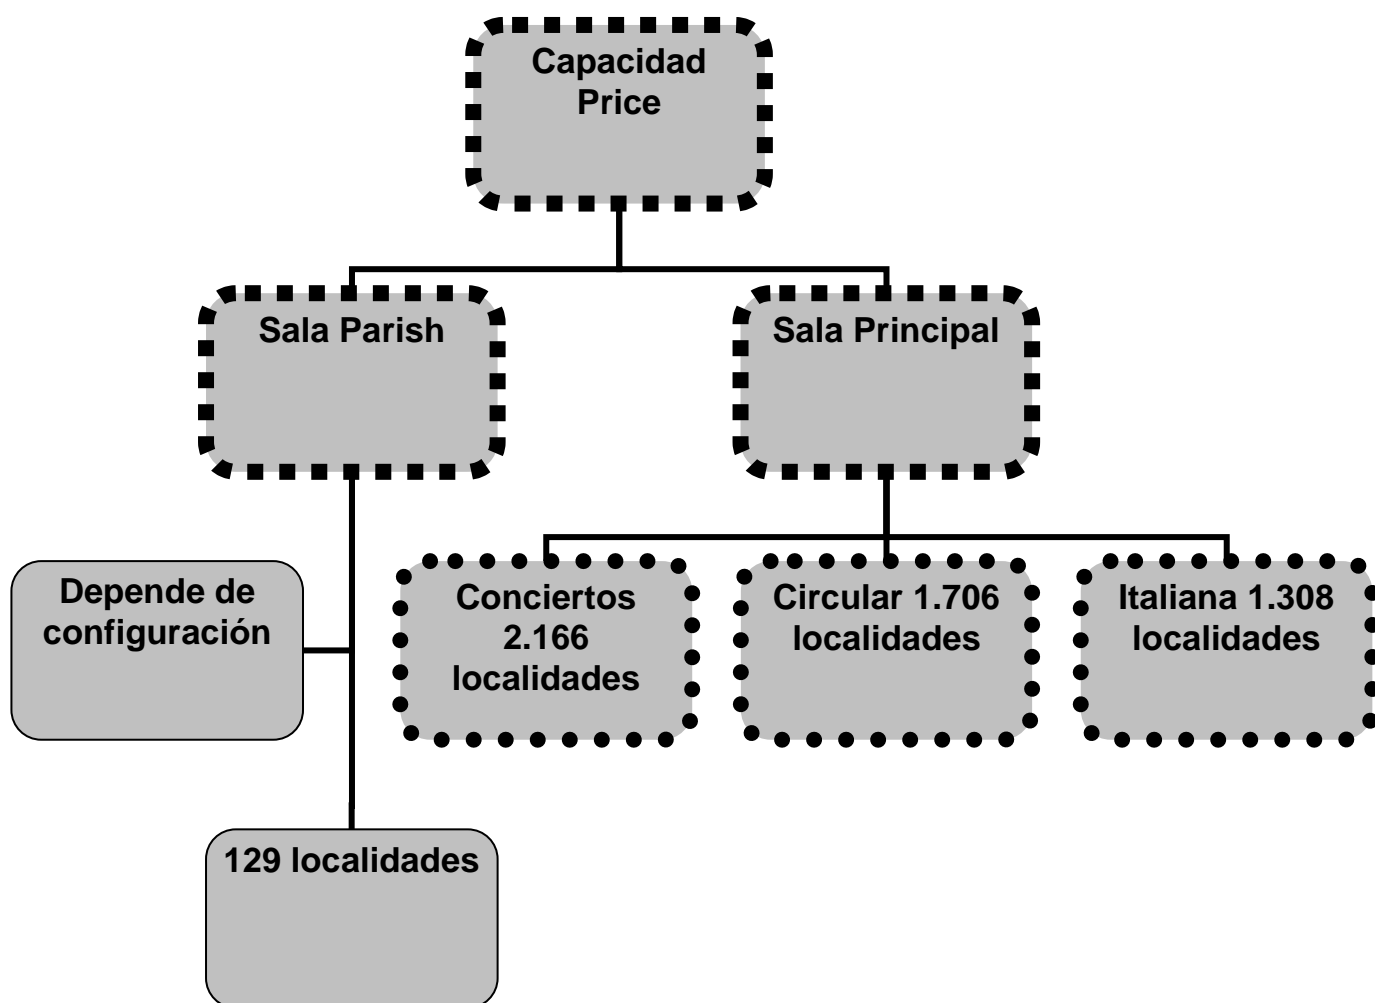 Capacidad
Price
Sala Parish
Sala Principal
Depende de
configuración
Conciertos
2.166
localidades
Circular 1.706
localidades
Italiana 1.308
localidades
129 localidades